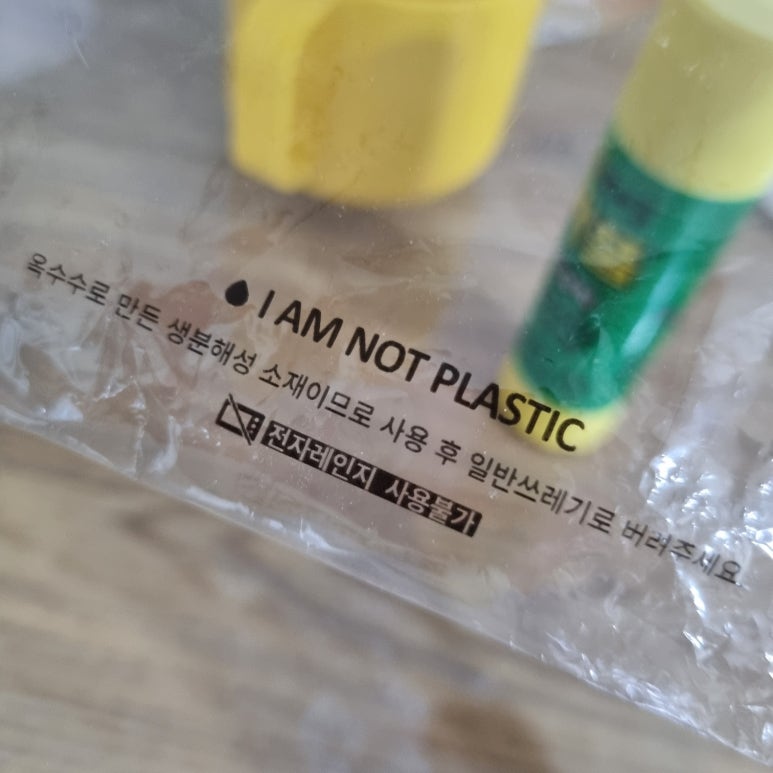 I AM NOT PLASTIC
옥수수로 만든 생분해성 소재이므로 사용 후 일반쓰레기로 버려주세요.
전자레인지 사용불가